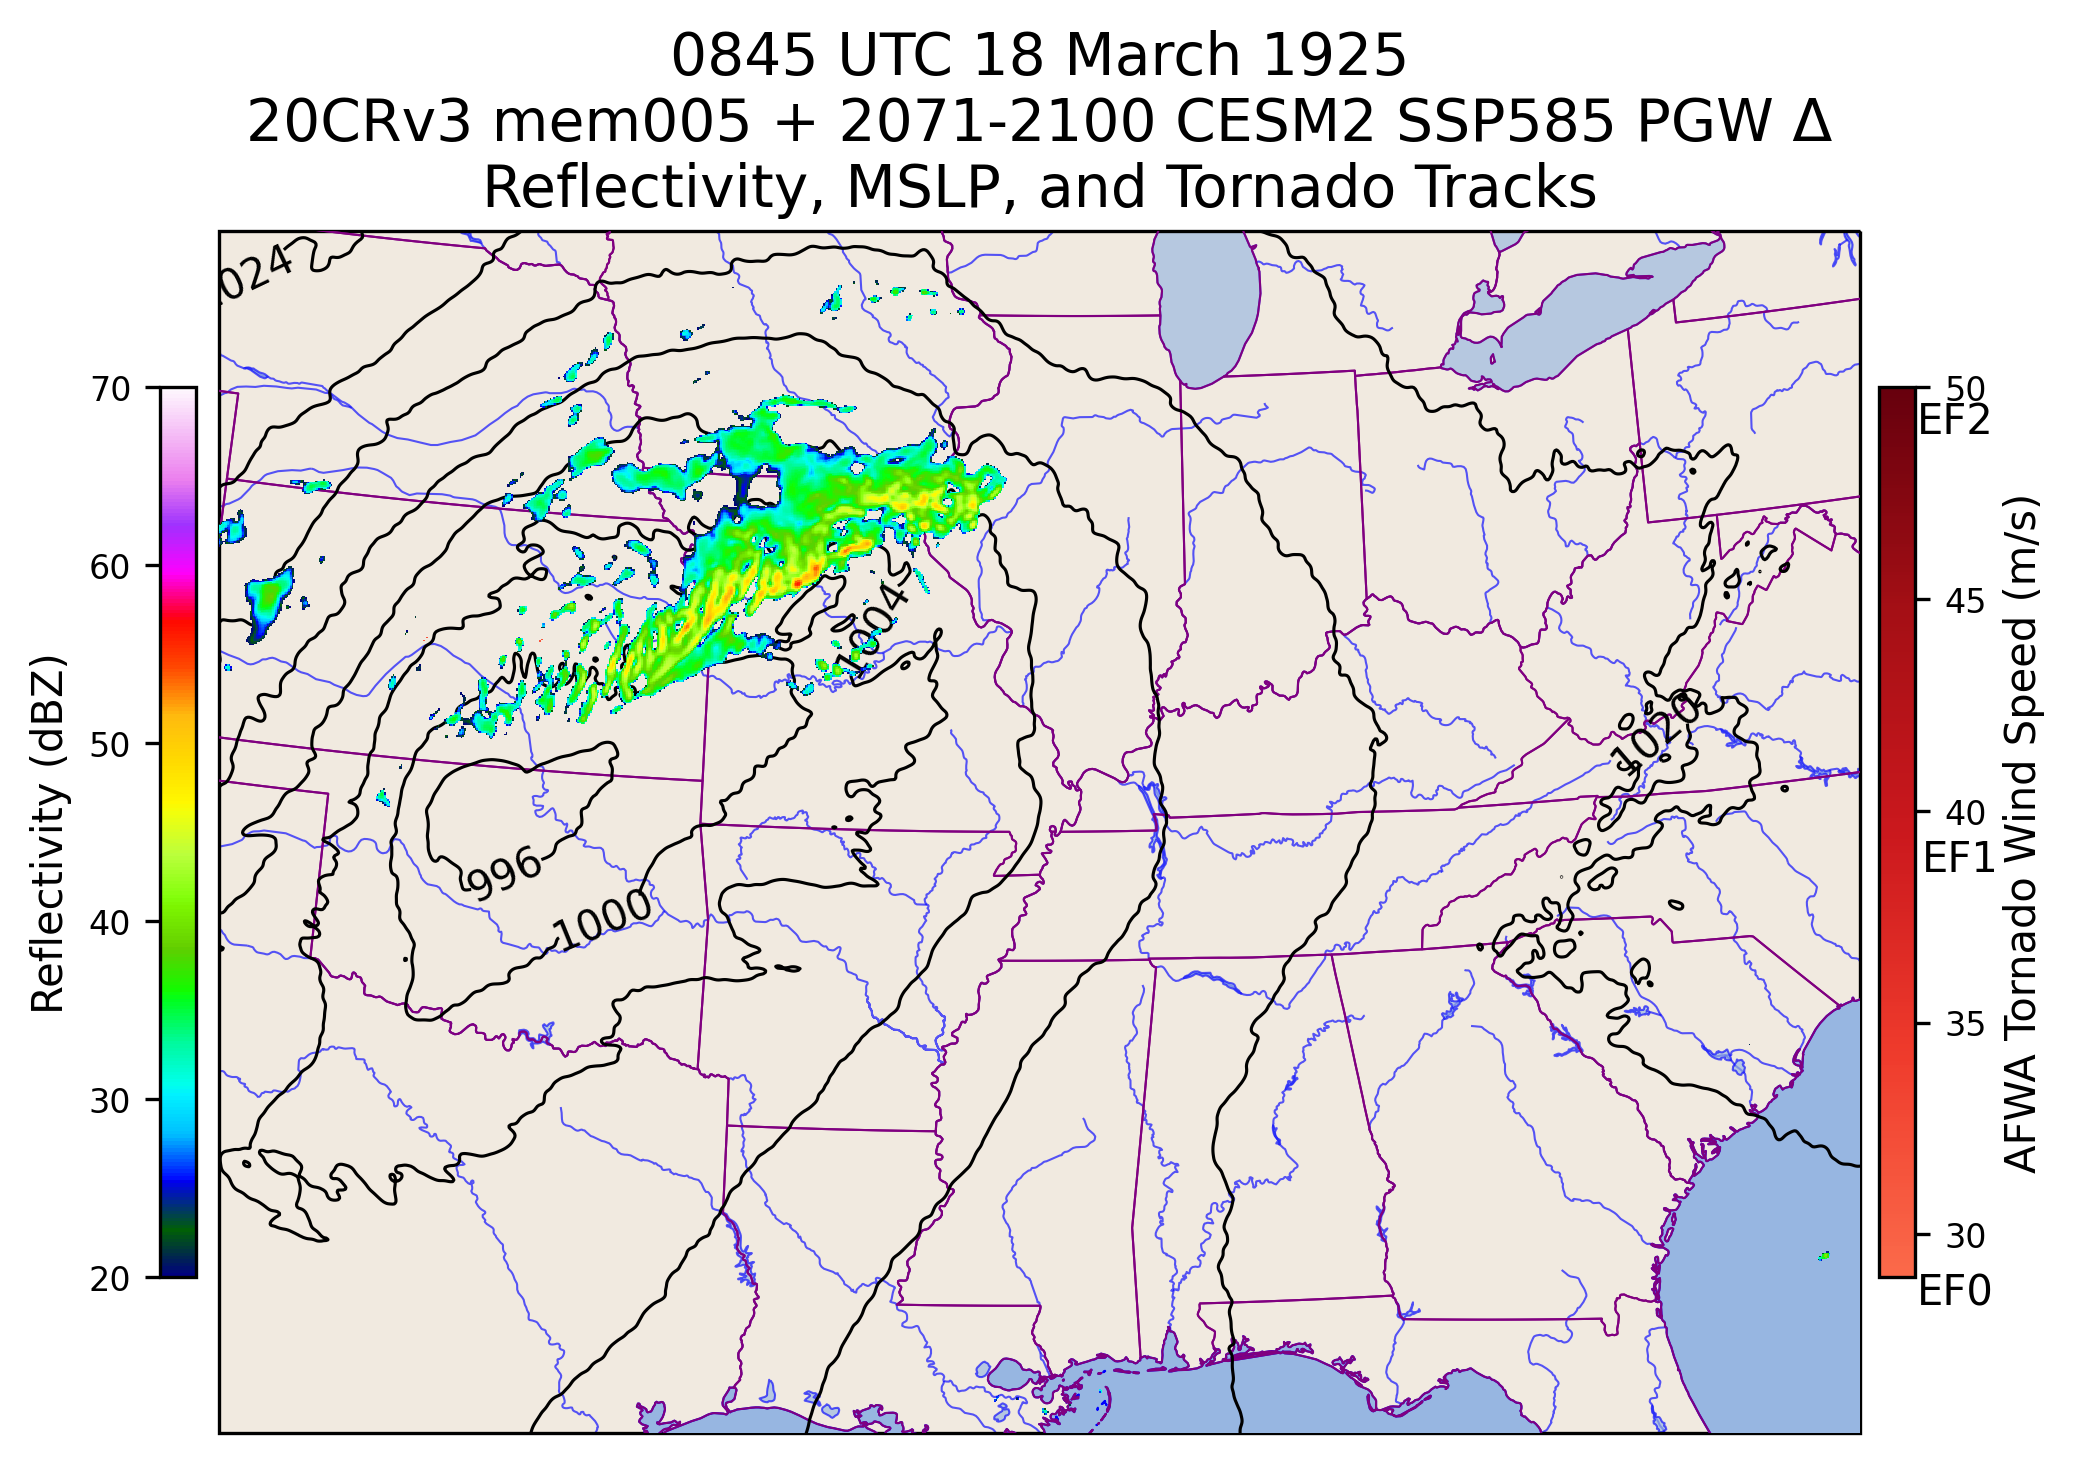 0845 UTC 18 March 1925
20CRv3 mem005 + 2071-2100 CESM2 SSP585 PGW Δ
Reflectivity, MSLP, and Tornado Tracks
Reflectivity (dBZ)
70
60
50
40
30
20
1024
1004
1020
996
1000
50
EF2
45
40
EF1
35
30
EF0
AFWA Tornado Wind Speed (m/s)